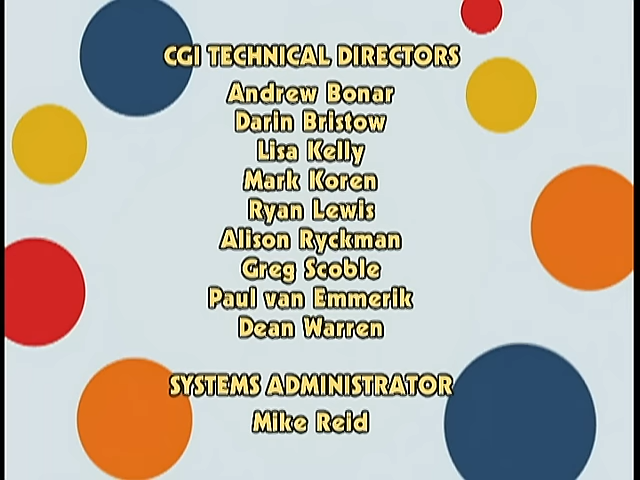 CGI TECHNICAL DIRECTORS
Andrew Bonar
Darin Bristow
Lisa Kelly
Mark Koren
Ryan Lewis
Alison Ryckman
Greg Scoble
Paul van Emmerik
Dean Warren
SYSTEMS ADMINISTRATOR
Mike Reid